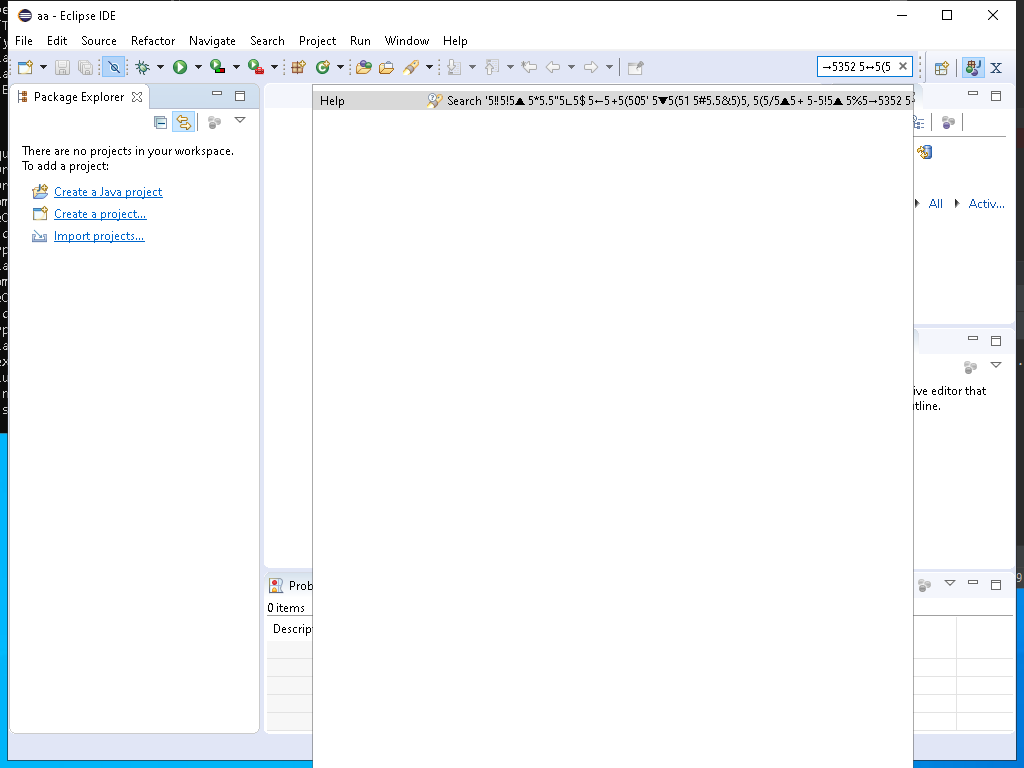 aa - Eclipse IDE
File Edit Source Refactor Navigate Search Project Run Window Help
→5352 5↔5(5
Package Explorer
Help Search '5‼5!5▲ 5*5.5"5∟5$ 5←5+5(505' 5▼5(51 5#5.5&5)5, 5(5/5▲5+ 5-5!5▲ 5%5→5352 5
There are no projects in your workspace.
To add a project:
Create a Java project
All Activ...
Create a project...
Import projects...
ive editor that
tline.
Prob
0 items
Descrip